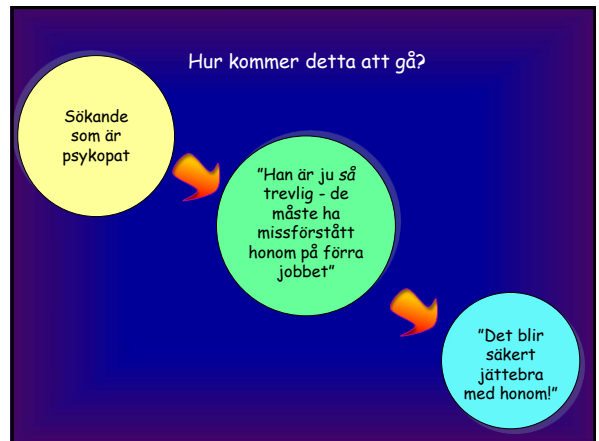 Hur kommer detta att gå?
Sökande
som är
psykopat
”Han är ju så
trevlig - de
måste ha
missförstått
honom på förra
jobbet”
”Det blir
säkert
jättebra
med honom!”